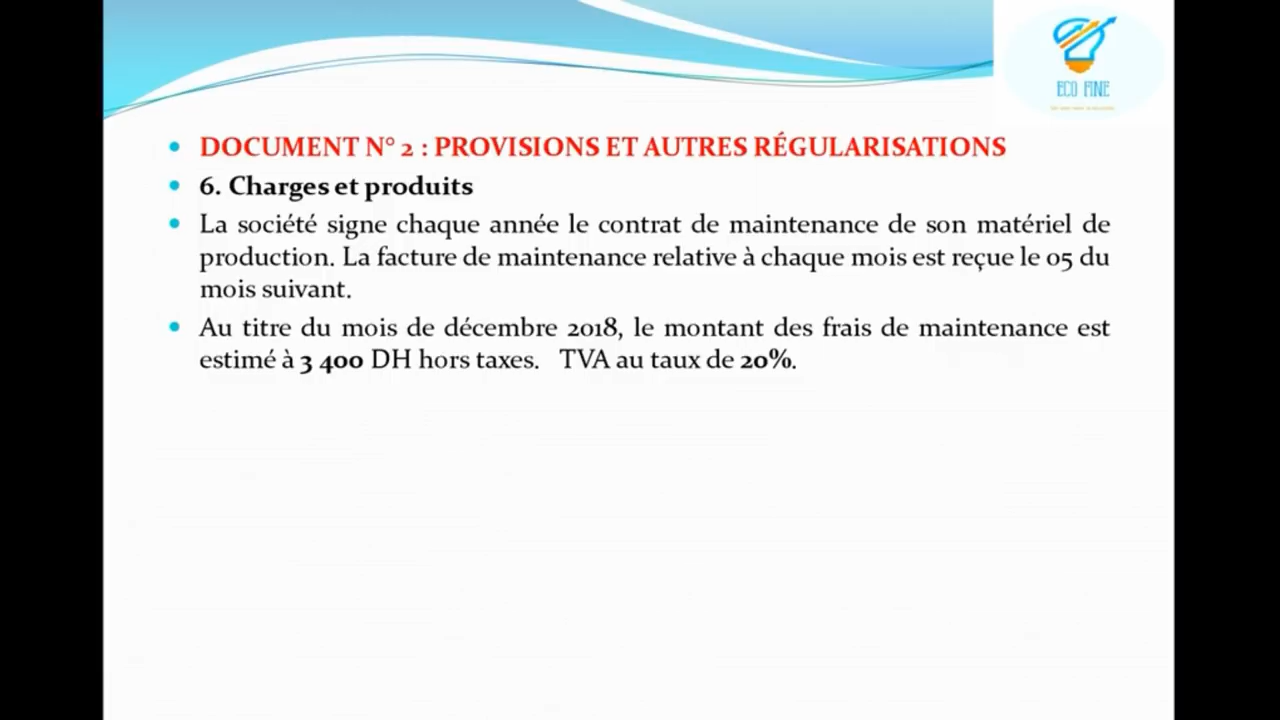 ECO FINE
DOCUMENT N° 2 : PROVISIONS ET AUTRES RÉGULARISATIONS
6. Charges et produits
La société signe chaque année le contrat de maintenance de son matériel de
production. La facture de maintenance relative à chaque mois est reçue le 05 du
mois suivant.
Au titre du mois de décembre 2018, le montant des frais de maintenance est
estimé à 3 400 DH hors taxes. TVA au taux de 20%.